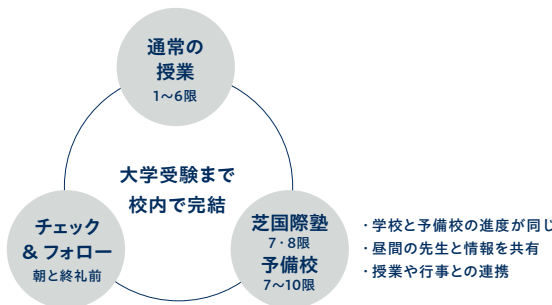 通常の
授業
1〜6限
大学受験まで
校内で完結
チェック
& フォロー
朝と終礼前
芝国際塾
7・8限
予備校
7〜10限
・学校と予備校の進度が同じ
・昼間の先生と情報を共有
・授業や行事との連携